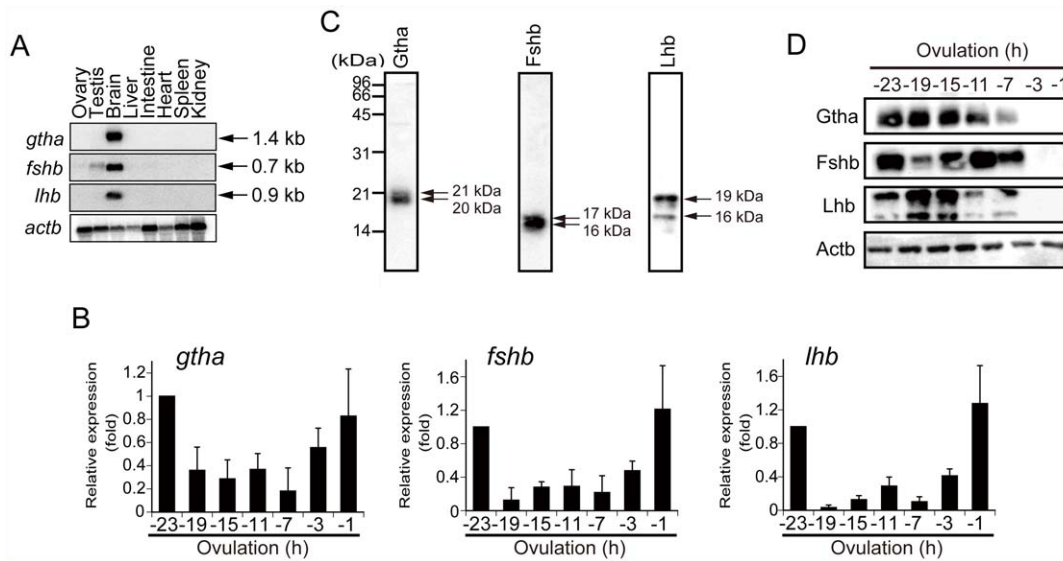 A
Ovary
Testis
Brain
Liver
Intestine
Heart
Spleen
Kidney
gtha
1.4 kb
fshb
0.7 kb
lhb
0.9 kb
actb
C
(kDa)
Gtha
Fshb
Lhb
96
66
45
31
21
14
21 kDa
20 kDa
17 kDa
16 kDa
19 kDa
16 kDa
D
Ovulation (h)
-23 -19 -15 -11 -7 -3 -1
Gtha
Fshb
Lhb
Actb
B
gtha
Relative expression
(fold)
1
0.8
0.6
0.4
0.2
0
-23 -19 -15 -11 -7 -3 -1
Ovulation (h)
fshb
Relative expression
(fold)
1.6
1.2
0.8
0.4
0
-23 -19 -15 -11 -7 -3 -1
Ovulation (h)
lhb
Relative expression
(fold)
1.6
1.2
0.8
0.4
0
-23 -19 -15 -11 -7 -3 -1
Ovulation (h)